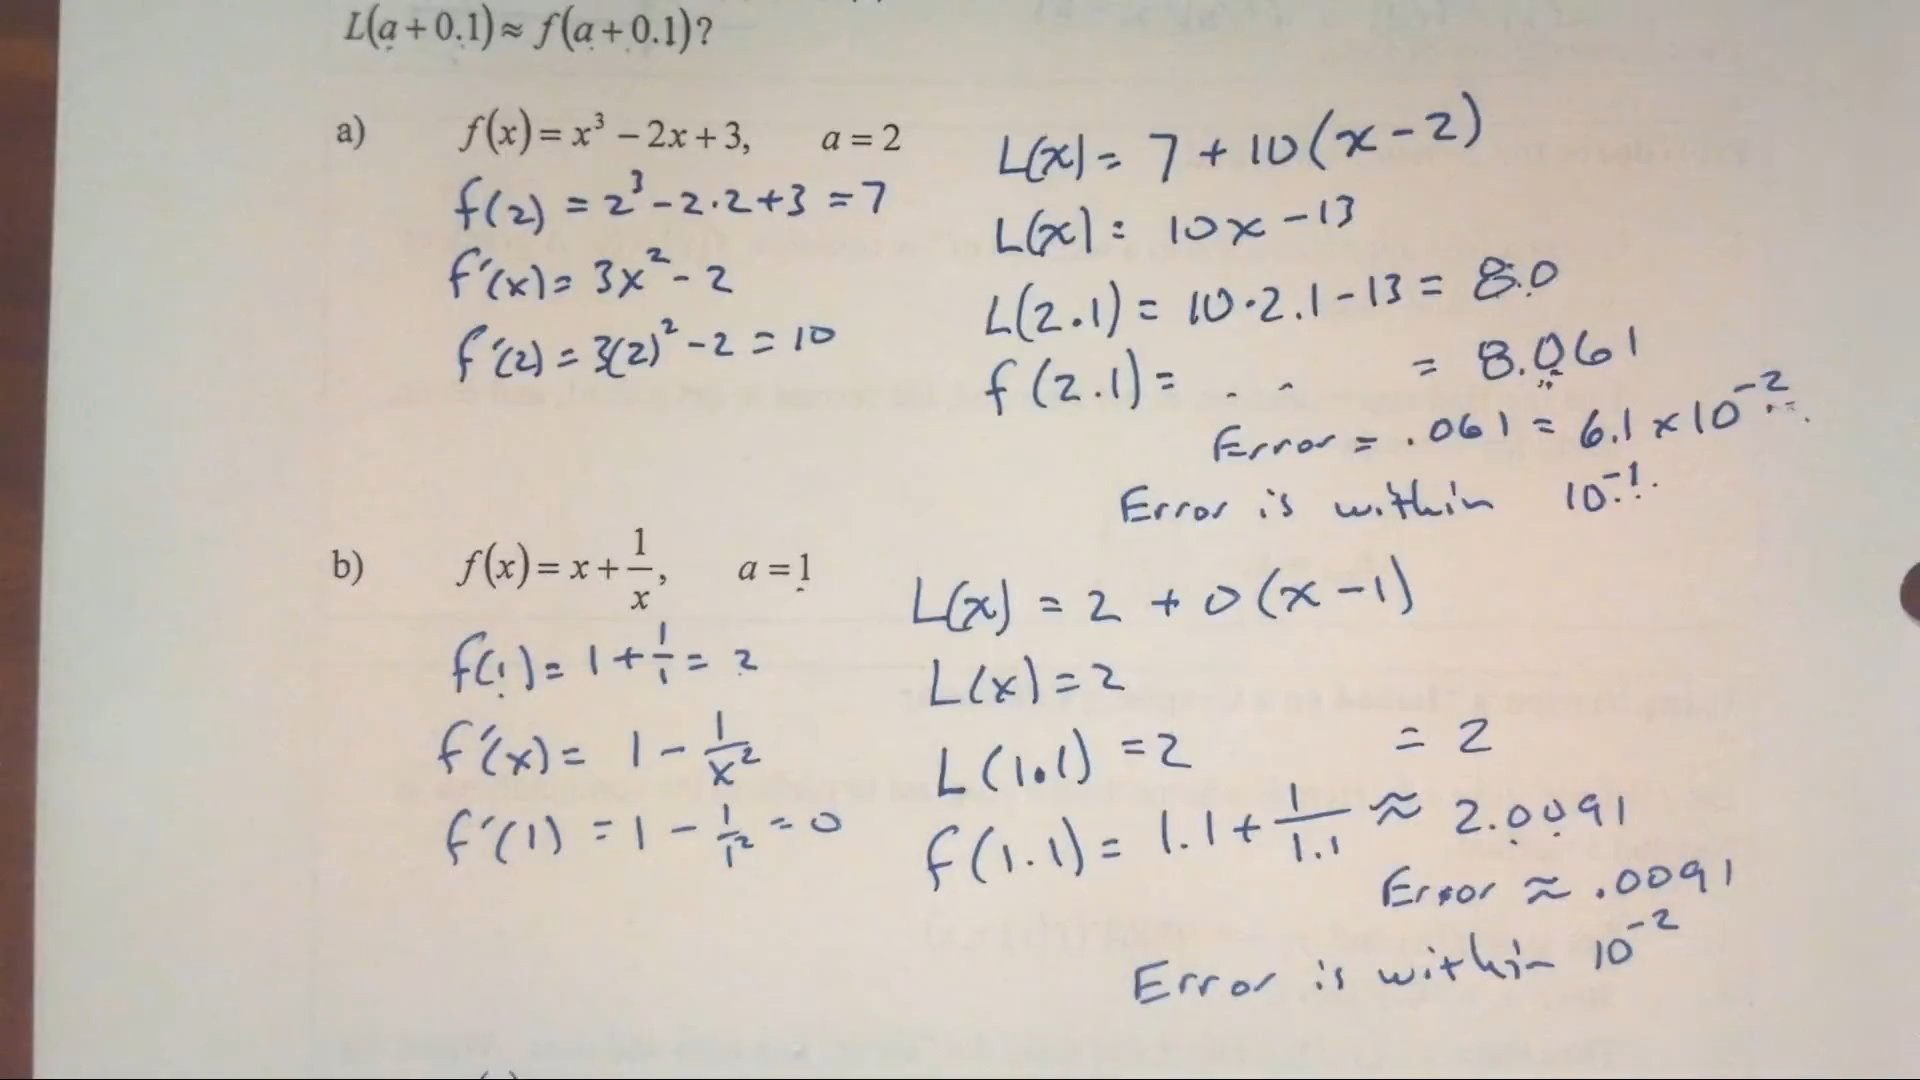 L(a+0.1)≈ f(a+0.1)?
a) f(x)= x³ − 2x+3, a = 2
f(2) = 2³ − 2·2+3 = 7
f'(x)= 3x² − 2
f'(2) = 3(2)² − 2 = 10
L(x) = 7 + 10(x−2)
L(x) = 10x − 13
L(2.1) = 10·2.1 − 13 = 8.0
f(2.1) = . . = 8.061
Error = .061 = 6.1 × 10⁻²
Error is within 10⁻¹.
b) f(x)= x + 1/x, a = 1
f(1) = 1 + 1/1 = 2
f'(x) = 1 − 1/x²
f'(1) = 1 − 1/1² = 0
L(x) = 2 + 0(x−1)
L(x) = 2
L(1.1) = 2 = 2
f(1.1) = 1.1 + 1/1.1 ≈ 2.0091
Error ≈ .0091
Error is within 10⁻²